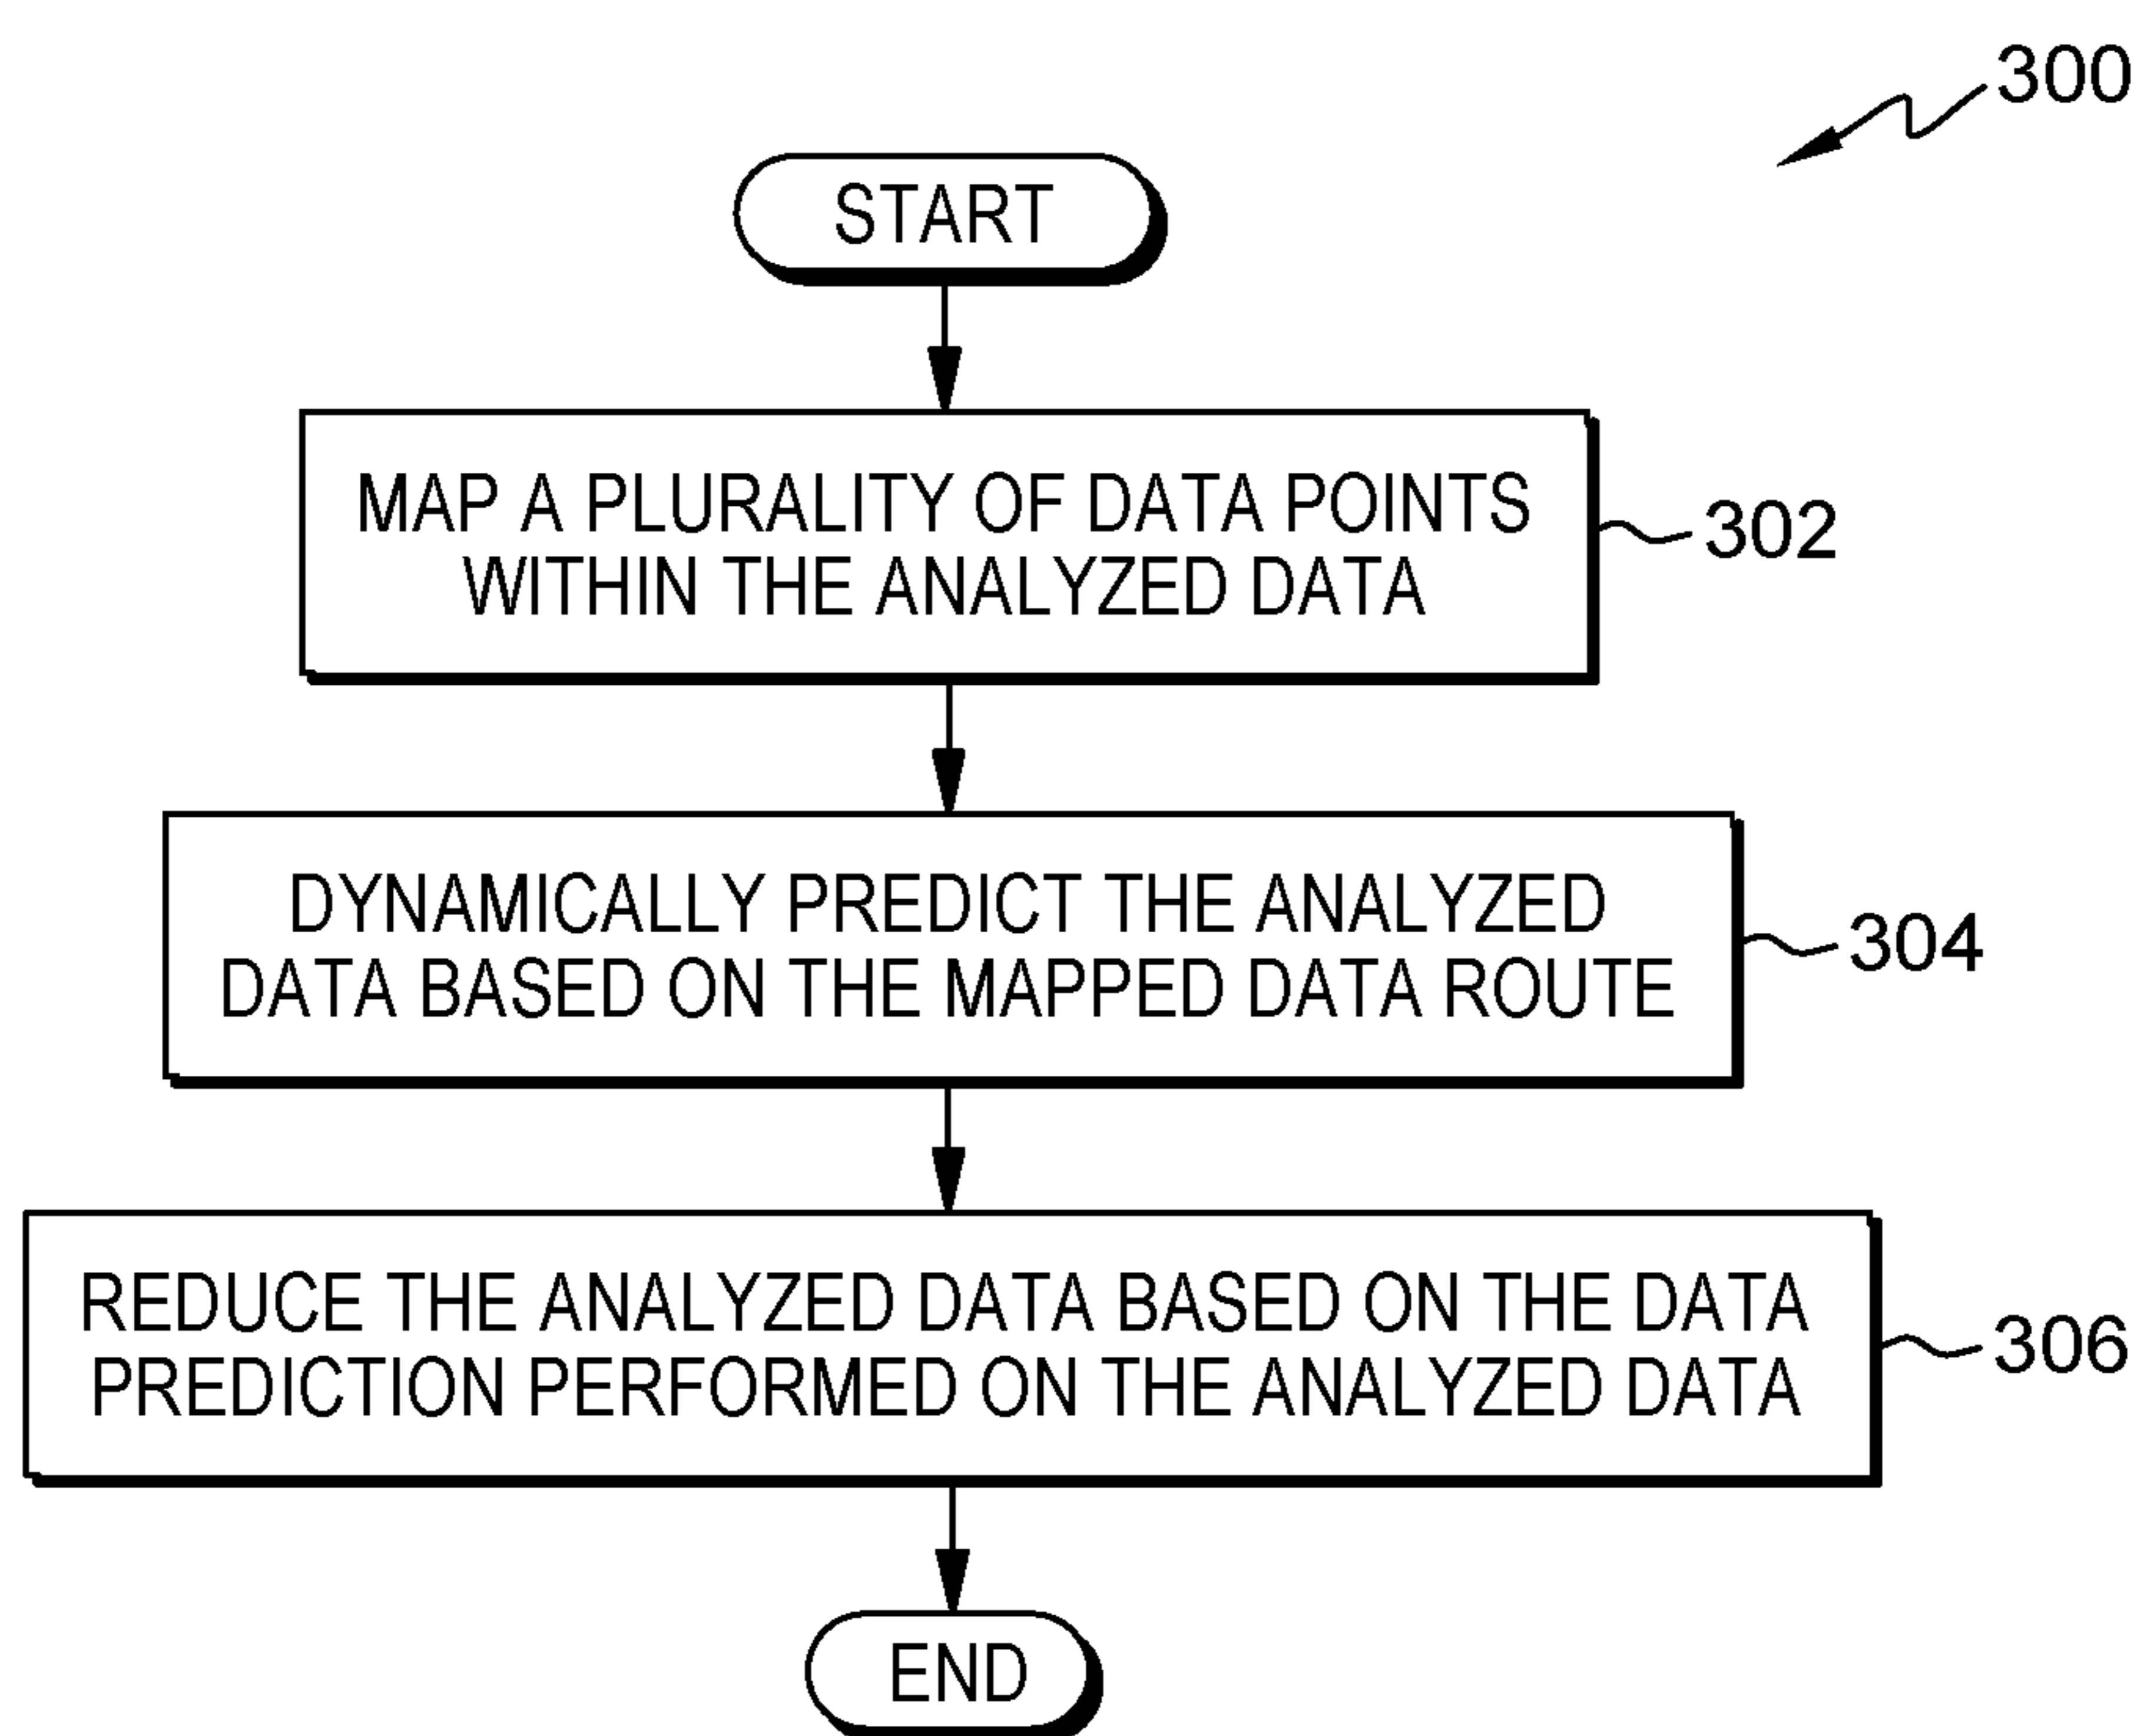 300
START
MAP A PLURALITY OF DATA POINTS
WITHIN THE ANALYZED DATA
302
DYNAMICALLY PREDICT THE ANALYZED
DATA BASED ON THE MAPPED DATA ROUTE
304
REDUCE THE ANALYZED DATA BASED ON THE DATA
PREDICTION PERFORMED ON THE ANALYZED DATA
306
END